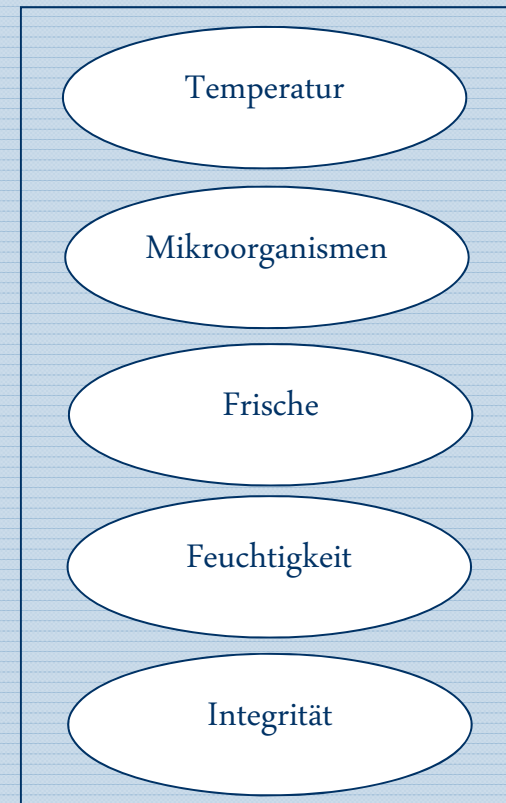 Temperatur
Mikroorganismen
Frische
Feuchtigkeit
Integrität